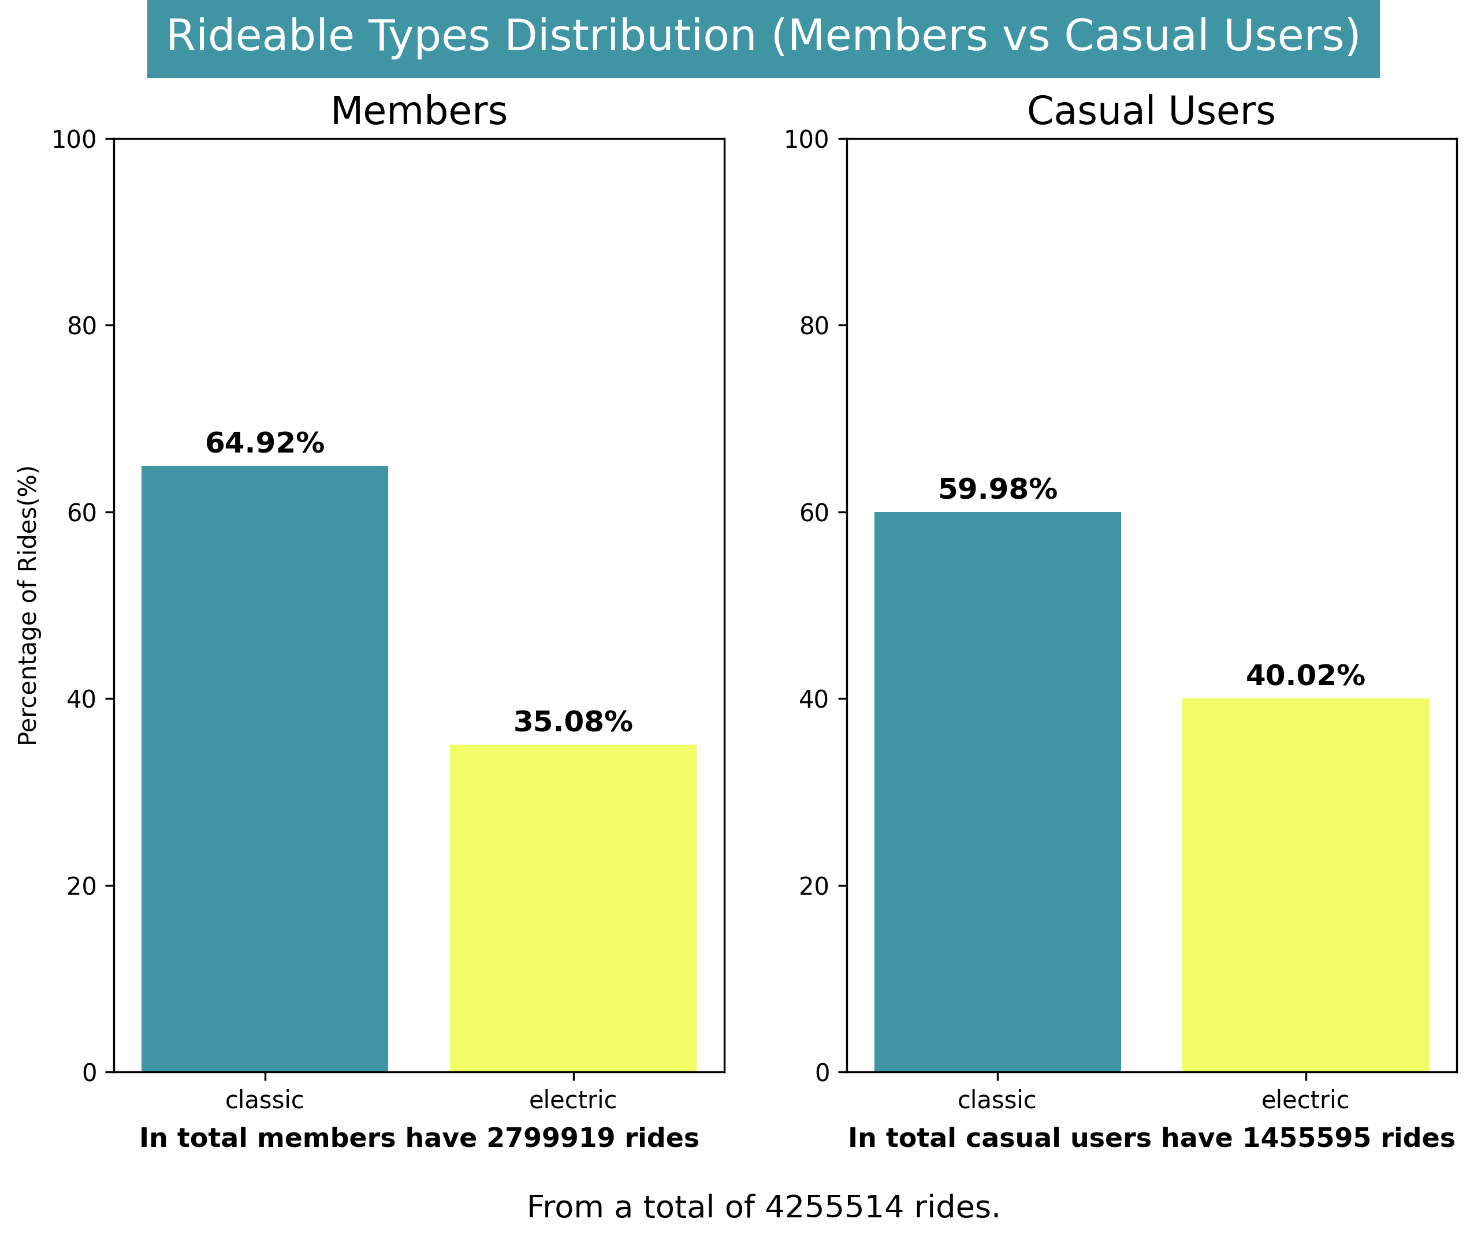 Rideable Types Distribution (Members vs Casual Users)
Members
100
80
60
40
20
0
Percentage of Rides(%)
64.92%
35.08%
classic
electric
In total members have 2799919 rides
Casual Users
100
80
60
40
20
0
59.98%
40.02%
classic
electric
In total casual users have 1455595 rides
From a total of 4255514 rides.